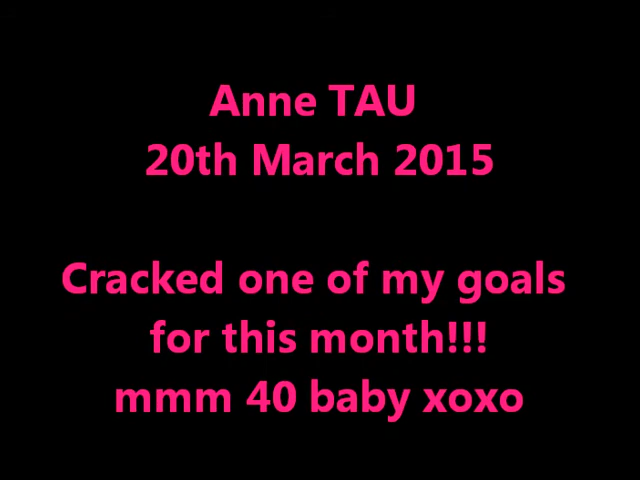 Anne TAU
20th March 2015
Cracked one of my goals
for this month!!!
mmm 40 baby xoxo